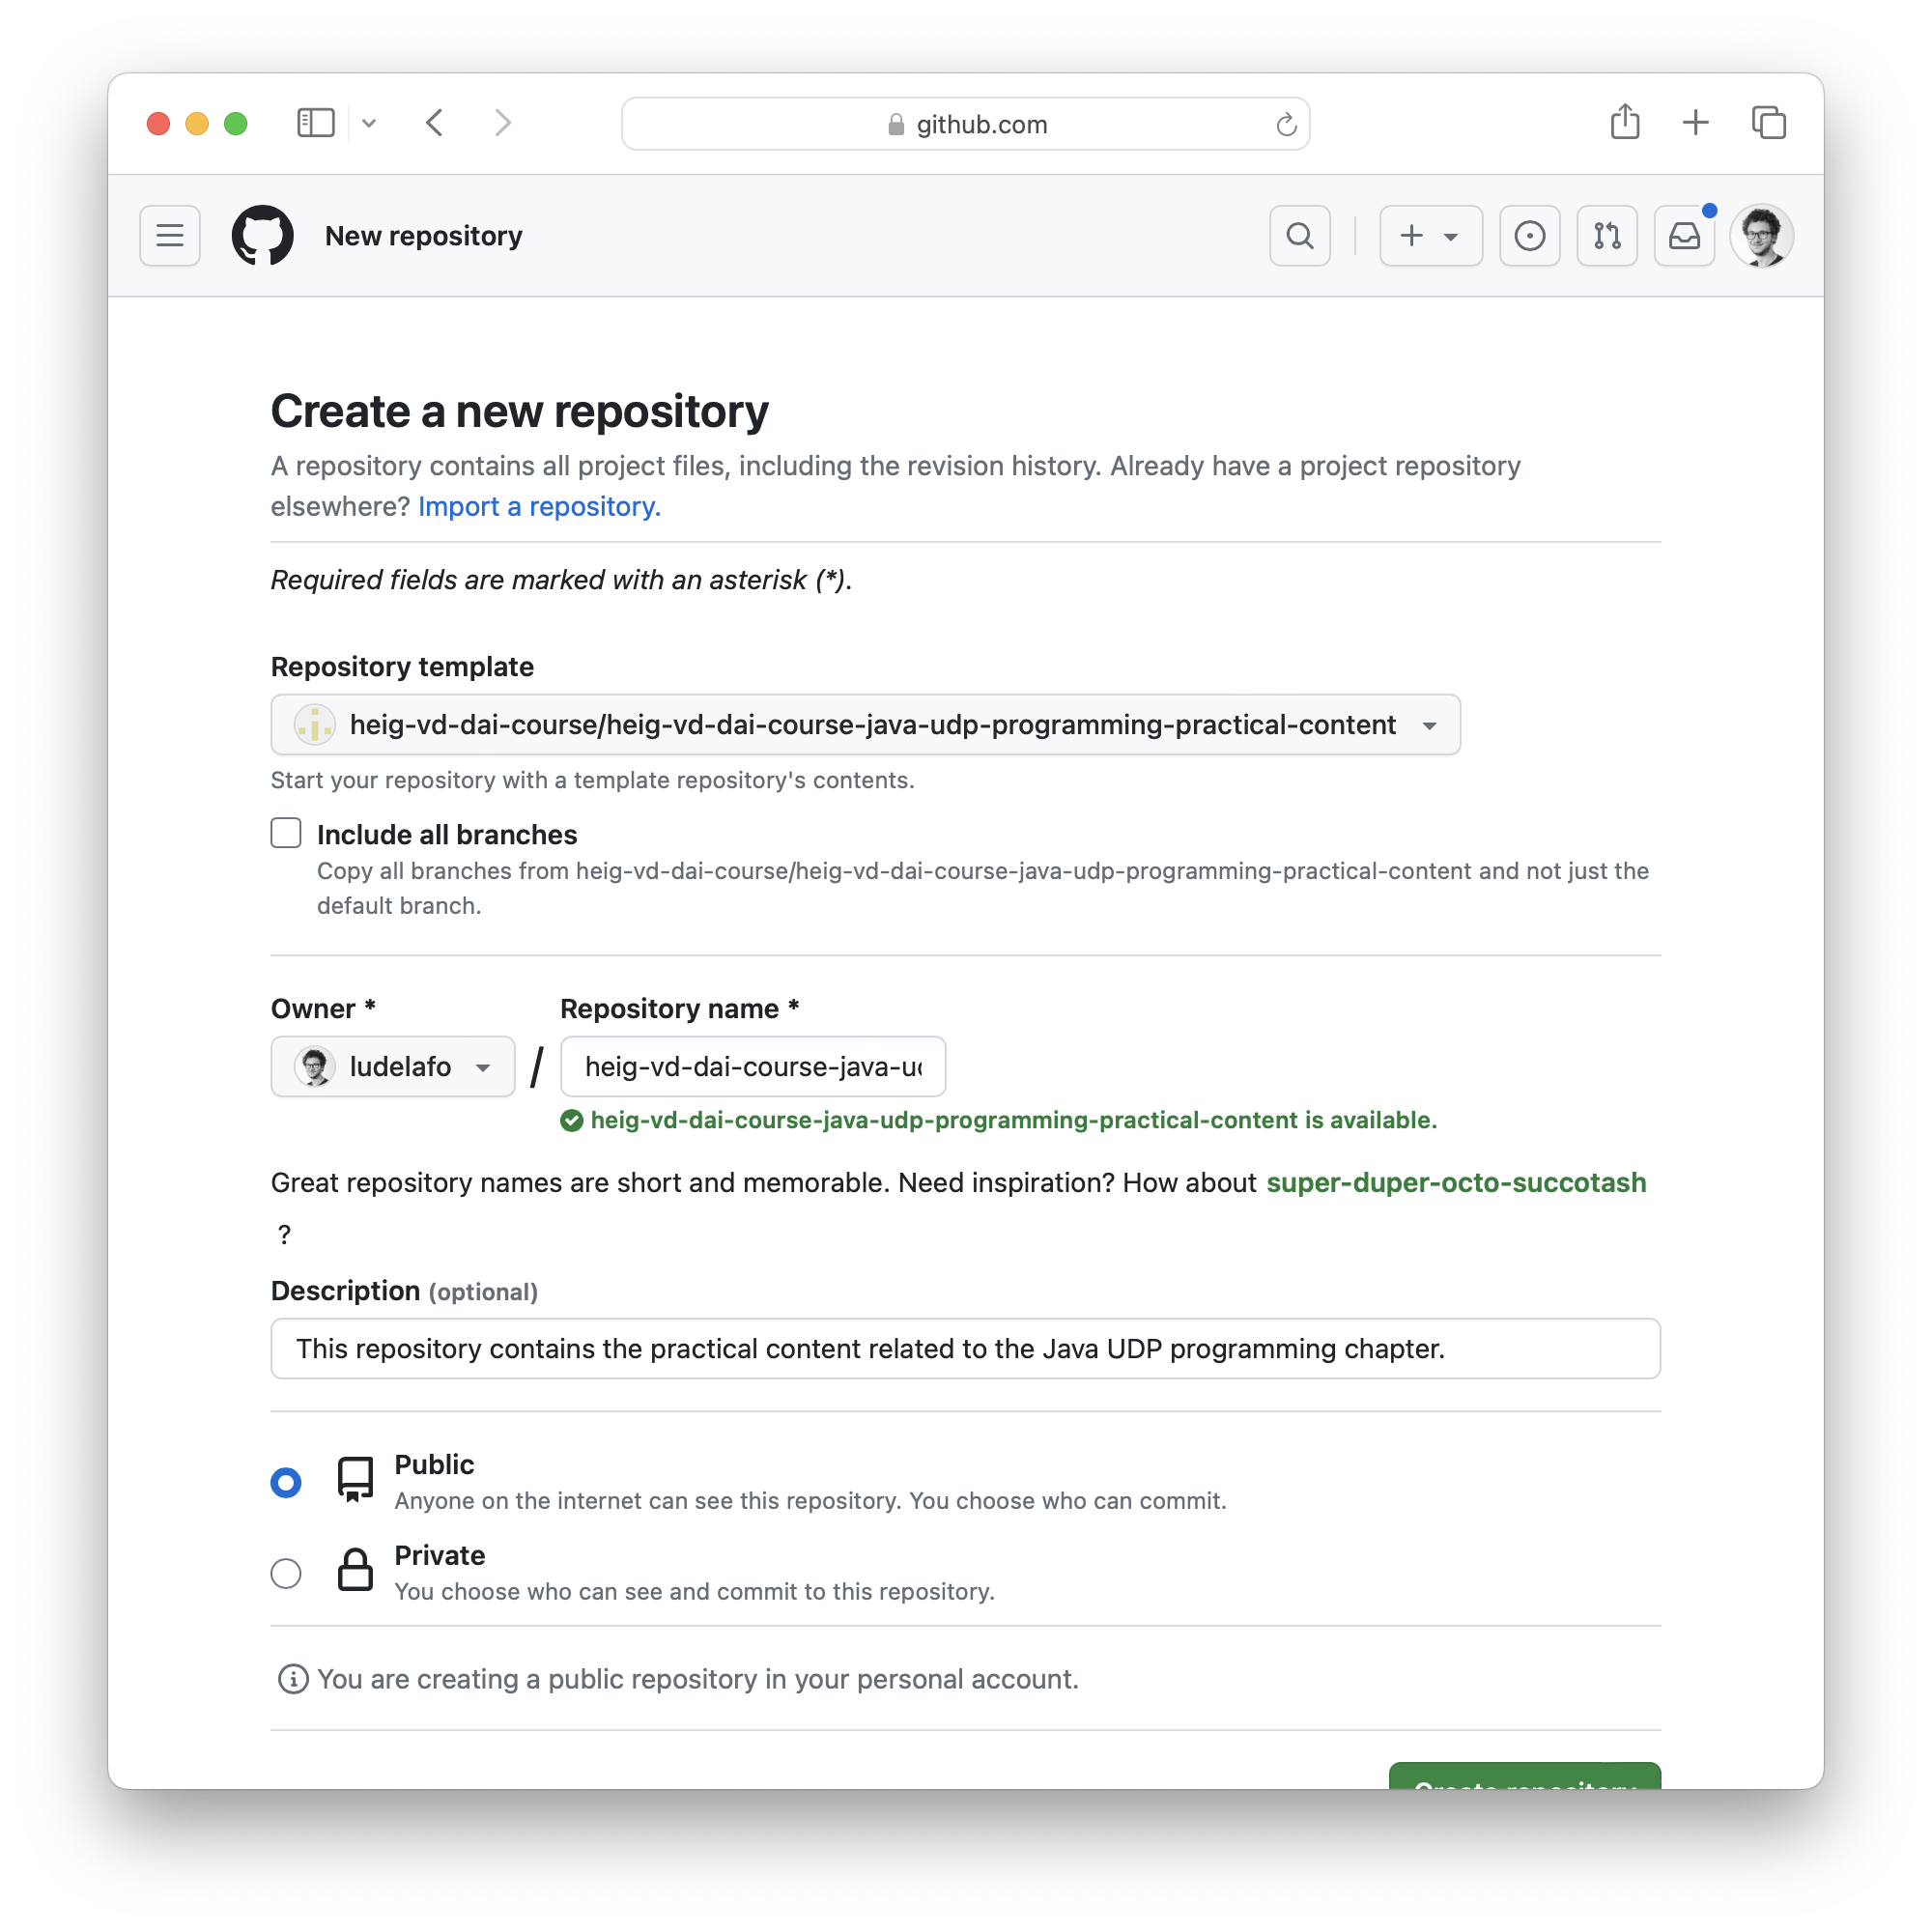 github.com
New repository
Create a new repository
A repository contains all project files, including the revision history. Already have a project repository
elsewhere? Import a repository.
Required fields are marked with an asterisk (*).
Repository template
heig-vd-dai-course/heig-vd-dai-course-java-udp-programming-practical-content
Start your repository with a template repository's contents.
Include all branches
Copy all branches from heig-vd-dai-course/heig-vd-dai-course-java-udp-programming-practical-content and not just the
default branch.
Owner * Repository name *
ludelafo / heig-vd-dai-course-java-ud
heig-vd-dai-course-java-udp-programming-practical-content is available.
Great repository names are short and memorable. Need inspiration? How about super-duper-octo-succotash
?
Description (optional)
This repository contains the practical content related to the Java UDP programming chapter.
Public
Anyone on the internet can see this repository. You choose who can commit.
Private
You choose who can see and commit to this repository.
You are creating a public repository in your personal account.
Create repository